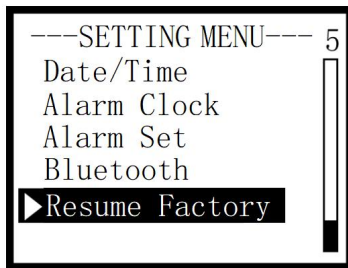 ---SETTING MENU--- 5
Date/Time
Alarm Clock
Alarm Set
Bluetooth
Resume Factory